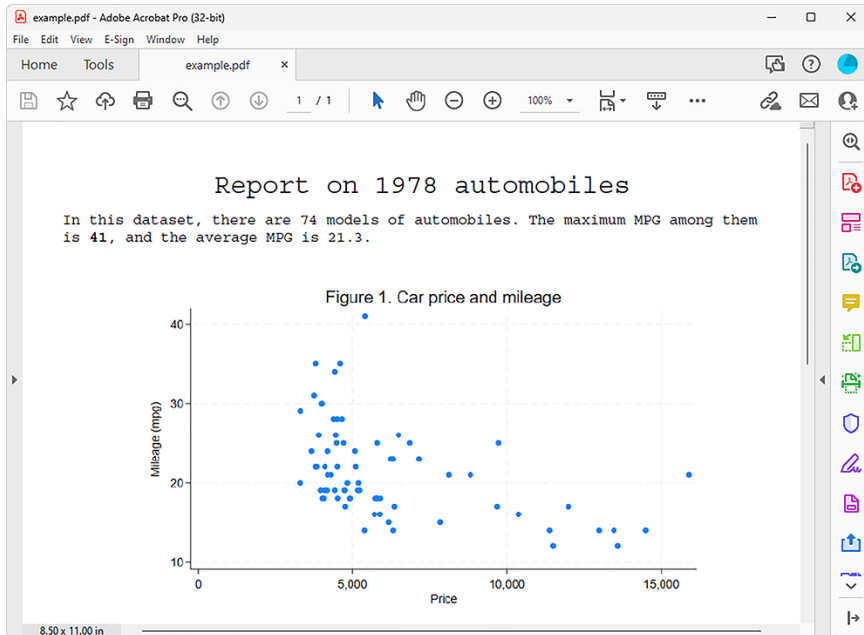 example.pdf - Adobe Acrobat Pro (32-bit)
File Edit View E-Sign Window Help
Home Tools example.pdf ×
1 / 1 100%
Report on 1978 automobiles
In this dataset, there are 74 models of automobiles. The maximum MPG among them
is 41, and the average MPG is 21.3.
Figure 1. Car price and mileage
40
30
20
10
Mileage (mpg)
0 5,000 10,000 15,000
Price
8.50 x 11.00 in